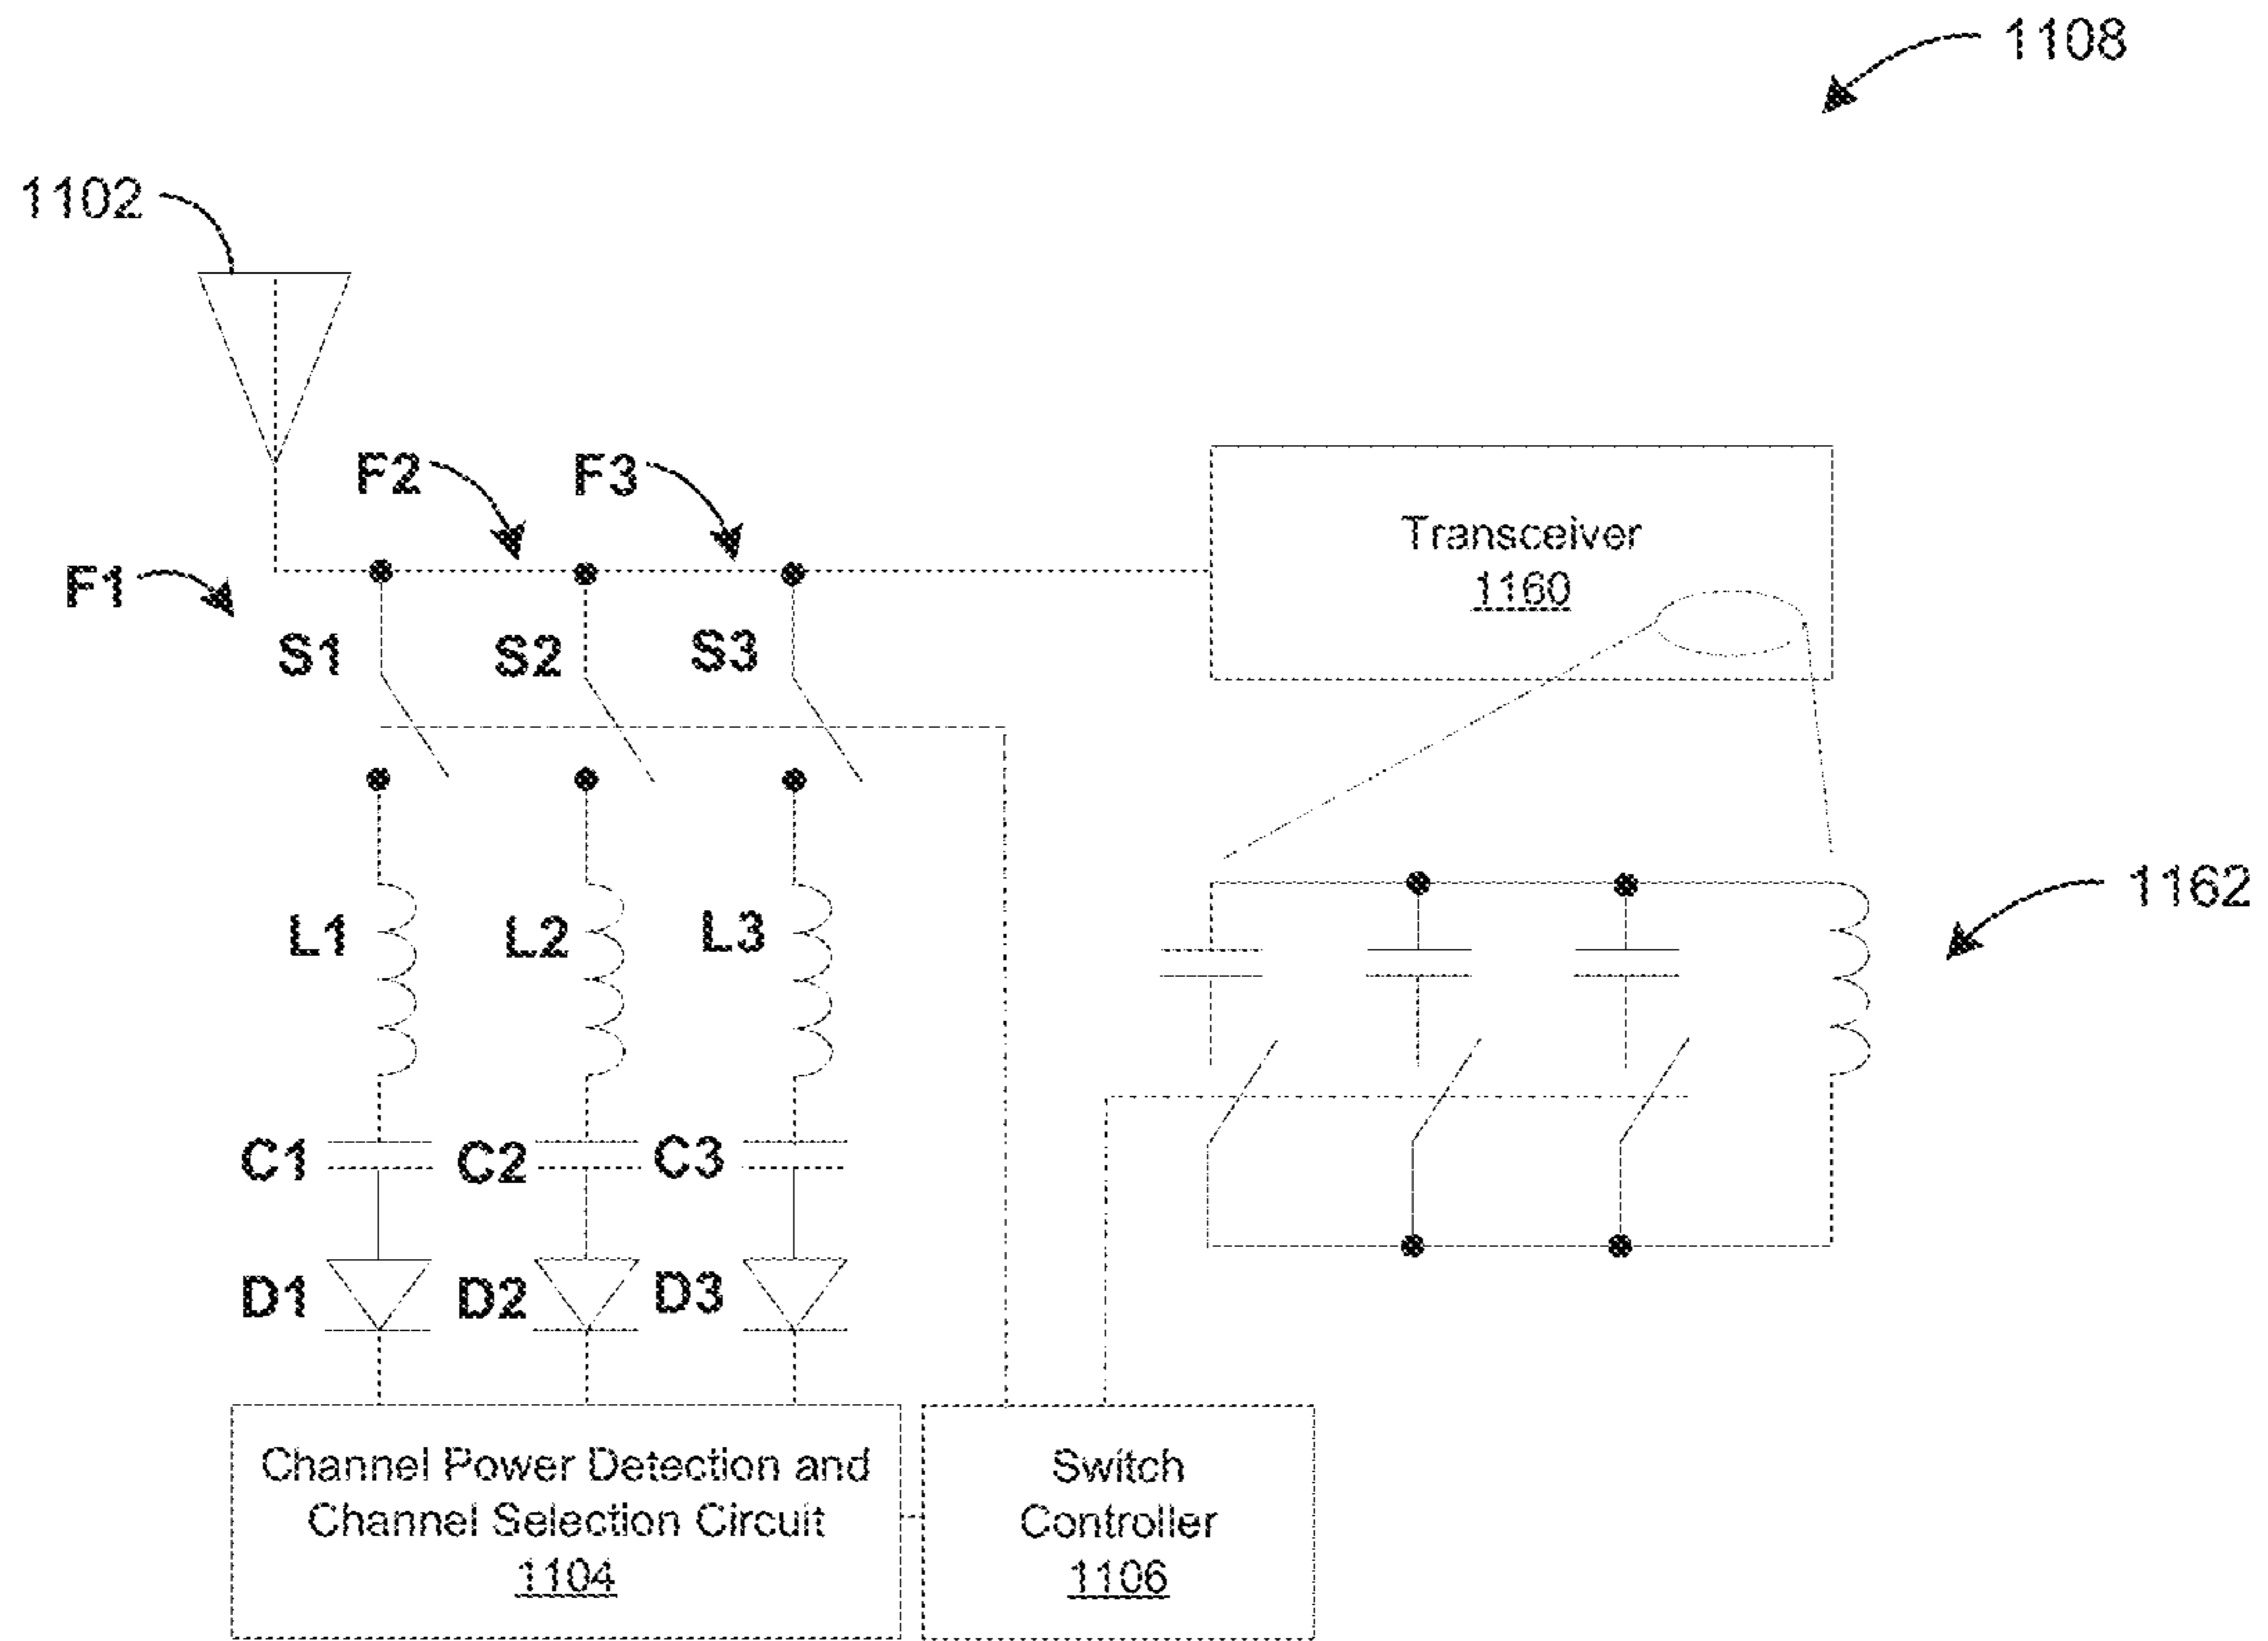 1108
1102
F2
F3
F1
Transceiver
1160
S1
S2
S3
L1
L2
L3
1162
C1
C2
C3
D1
D2
D3
Channel Power Detection and
Channel Selection Circuit
1104
Switch
Controller
1106